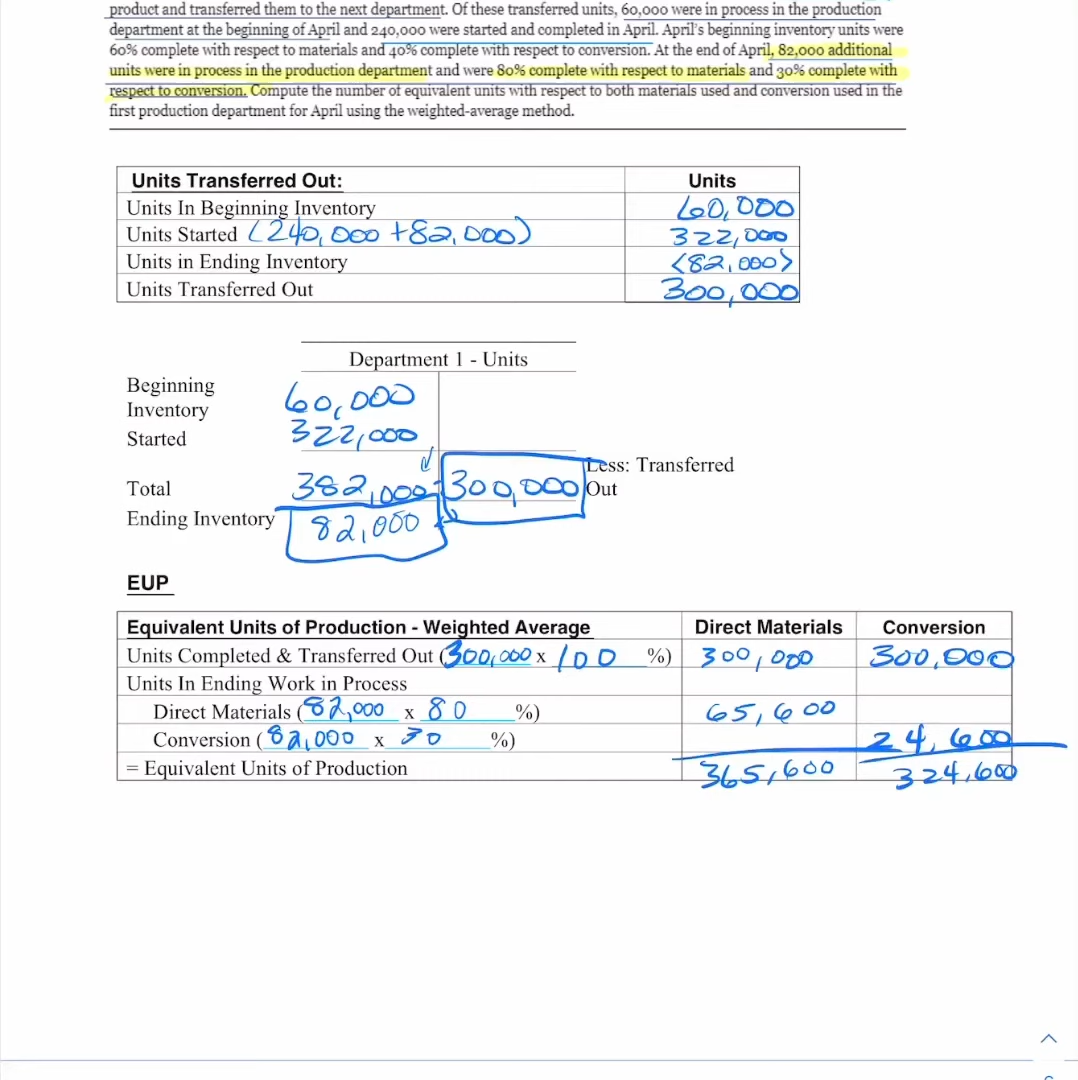 product and transferred them to the next department. Of these transferred units, 60,000 were in process in the production
department at the beginning of April and 240,000 were started and completed in April. April's beginning inventory units were
60% complete with respect to materials and 40% complete with respect to conversion. At the end of April, 82,000 additional
units were in process in the production department and were 80% complete with respect to materials and 30% complete with
respect to conversion. Compute the number of equivalent units with respect to both materials used and conversion used in the
first production department for April using the weighted-average method.
Units Transferred Out: Units
Units In Beginning Inventory 60,000
Units Started (240,000 + 82,000) 322,000
Units in Ending Inventory <82,000>
Units Transferred Out 300,000
Department 1 - Units
Beginning
Inventory 60,000
Started 322,000
Less: Transferred
Total 382,000 300,000 Out
Ending Inventory 82,000
EUP
Equivalent Units of Production - Weighted Average Direct Materials Conversion
Units Completed & Transferred Out (300,000 x 100 %) 300,000 300,000
Units In Ending Work in Process
Direct Materials (82,000 x 80 %) 65,600
Conversion (82,000 x 30 %) 24,600
= Equivalent Units of Production 365,600 324,600